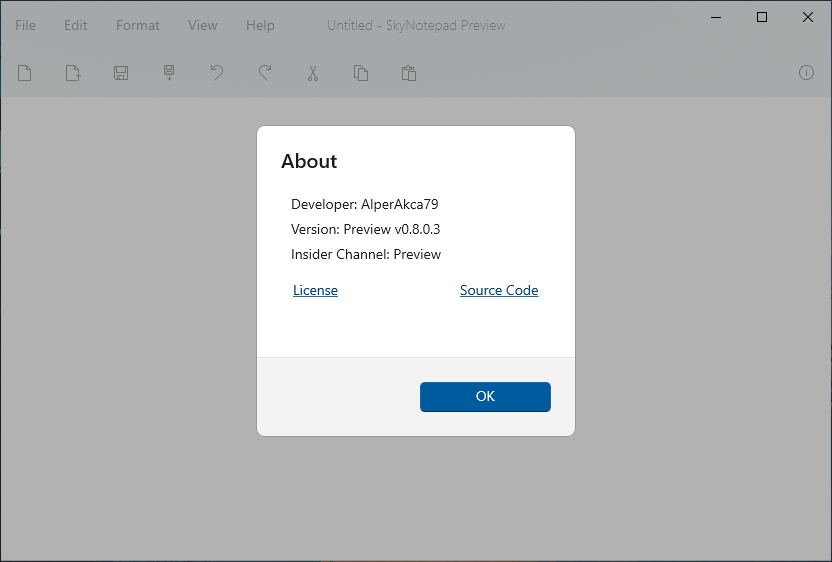 File Edit Format View Help Untitled - SkyNotepad Preview
About
Developer: AlperAkca79
Version: Preview v0.8.0.3
Insider Channel: Preview
License Source Code
OK